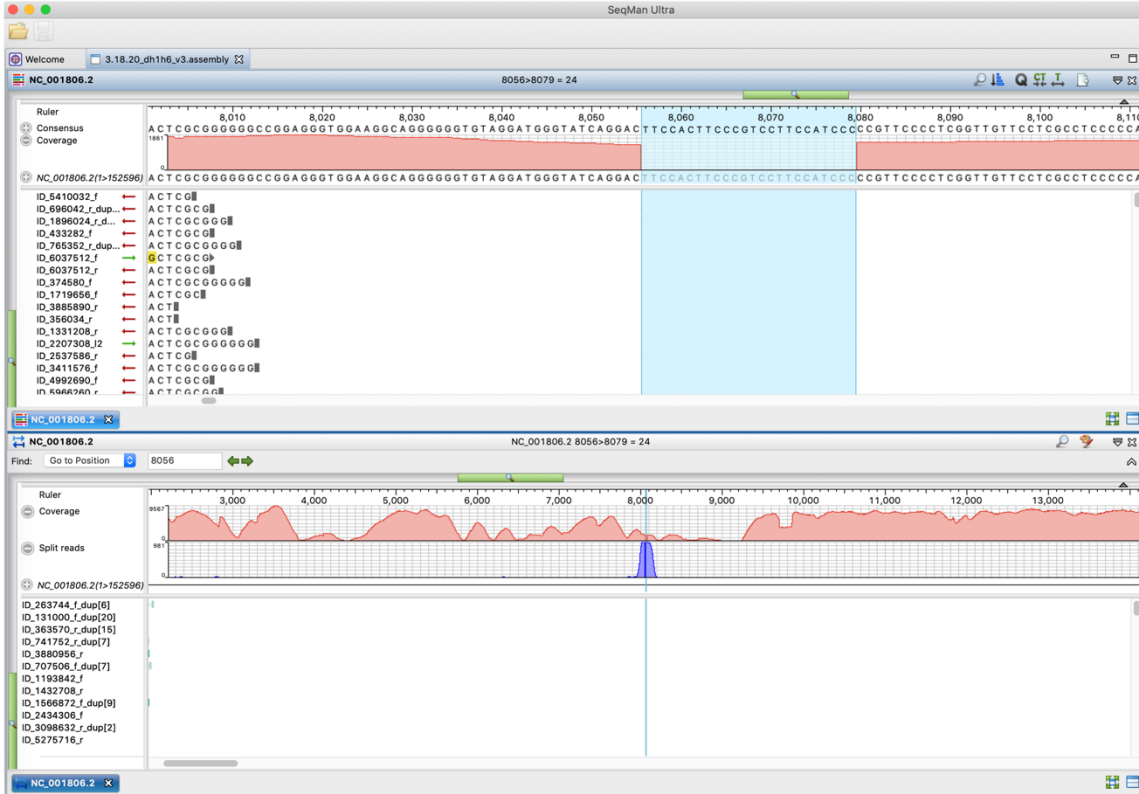 SeqMan Ultra
Welcome 3.18.20_dh1h6_v3.assembly
NC_001806.2 8056>8079 = 24
Ruler 8,010 8,020 8,030 8,040 8,050 8,060 8,070 8,080 8,090 8,100 8,110
Consensus ACTCGCGGGGGGCCGGAGGGTGGAAGGCAGGGGGGTGTAGGATGGGTATCAGGACTTCCACTTCCCGTCCTTCCATCCCCCGTTCCCCTCGGTTGTTCCTCGCCTCCCCCA
Coverage 1861
0
NC_001806.2(1>152596) ACTCGCGGGGGGCCGGAGGGTGGAAGGCAGGGGGGTGTAGGATGGGTATCAGGACTTCCACTTCCCGTCCTTCCATCCCCCGTTCCCCTCGGTTGTTCCTCGCCTCCCCCA
ID_5410032_f ACTCG
ID_696042_r_dup... ACTCGCG
ID_1896024_r_d... ACTCGCGGG
ID_433282_f ACTCGCG
ID_765352_r_dup... ACTCGCGGGG
ID_6037512_f GCTCGCG
ID_6037512_r ACTCGCG
ID_374580_f ACTCGCGGGGG
ID_1719656_f ACTCGC
ID_3885890_r ACT
ID_356034_r ACT
ID_1331208_r ACTCGCGGG
ID_2207308_l2 ACTCGCGGGGGG
ID_2537586_r ACTCG
ID_3411576_f ACTCGCGGGGGG
ID_4992690_f ACTCGCG
ID_5966260_r ACTCGCGG
NC_001806.2
NC_001806.2 NC_001806.2 8056>8079 = 24
Find: Go to Position 8056
Ruler 3,000 4,000 5,000 6,000 7,000 8,000 9,000 10,000 11,000 12,000 13,000
Coverage 9567
0
Split reads 981
0
NC_001806.2(1>152596)
ID_263744_f_dup[6]
ID_131000_f_dup[20]
ID_363570_r_dup[15]
ID_741752_r_dup[7]
ID_3880956_r
ID_707506_f_dup[7]
ID_1193842_f
ID_1432708_r
ID_1566872_f_dup[9]
ID_2434306_f
ID_3098632_r_dup[2]
ID_5275716_r
NC_001806.2